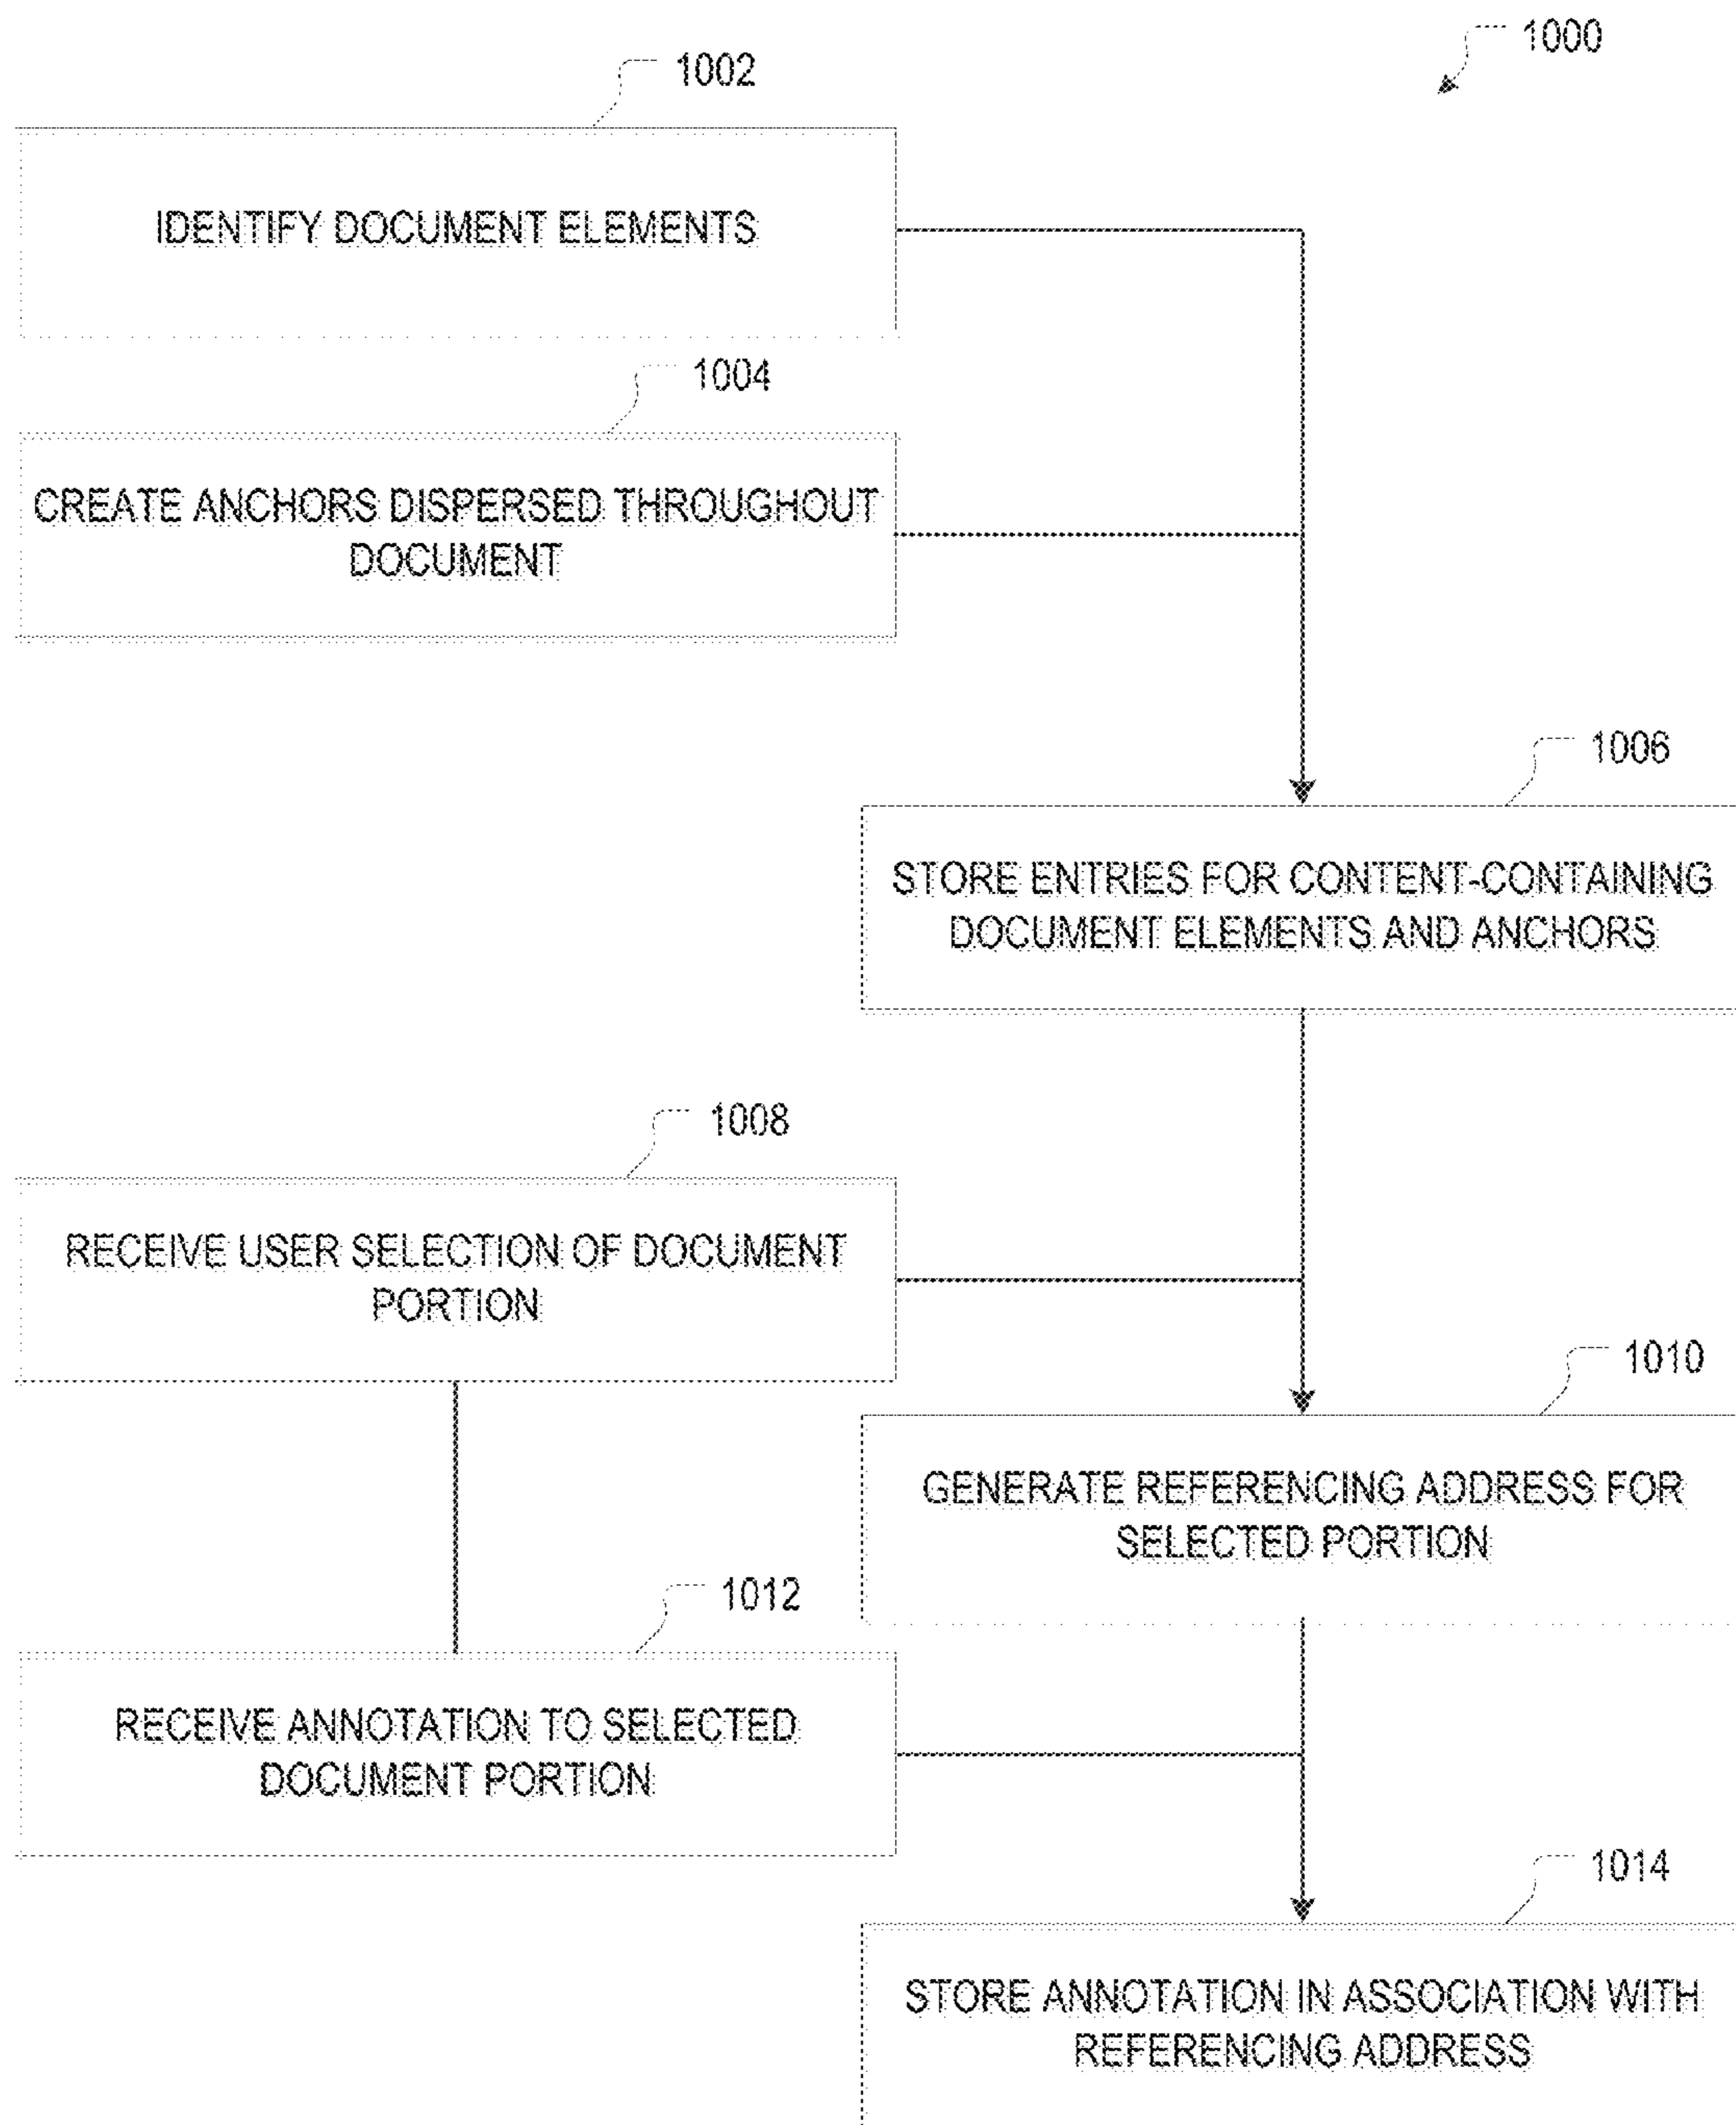 1000
1002
IDENTIFY DOCUMENT ELEMENTS
1004
CREATE ANCHORS DISPERSED THROUGHOUT
DOCUMENT
1006
STORE ENTRIES FOR CONTENT-CONTAINING
DOCUMENT ELEMENTS AND ANCHORS
1008
RECEIVE USER SELECTION OF DOCUMENT
PORTION
1010
GENERATE REFERENCING ADDRESS FOR
SELECTED PORTION
1012
RECEIVE ANNOTATION TO SELECTED
DOCUMENT PORTION
1014
STORE ANNOTATION IN ASSOCIATION WITH
REFERENCING ADDRESS